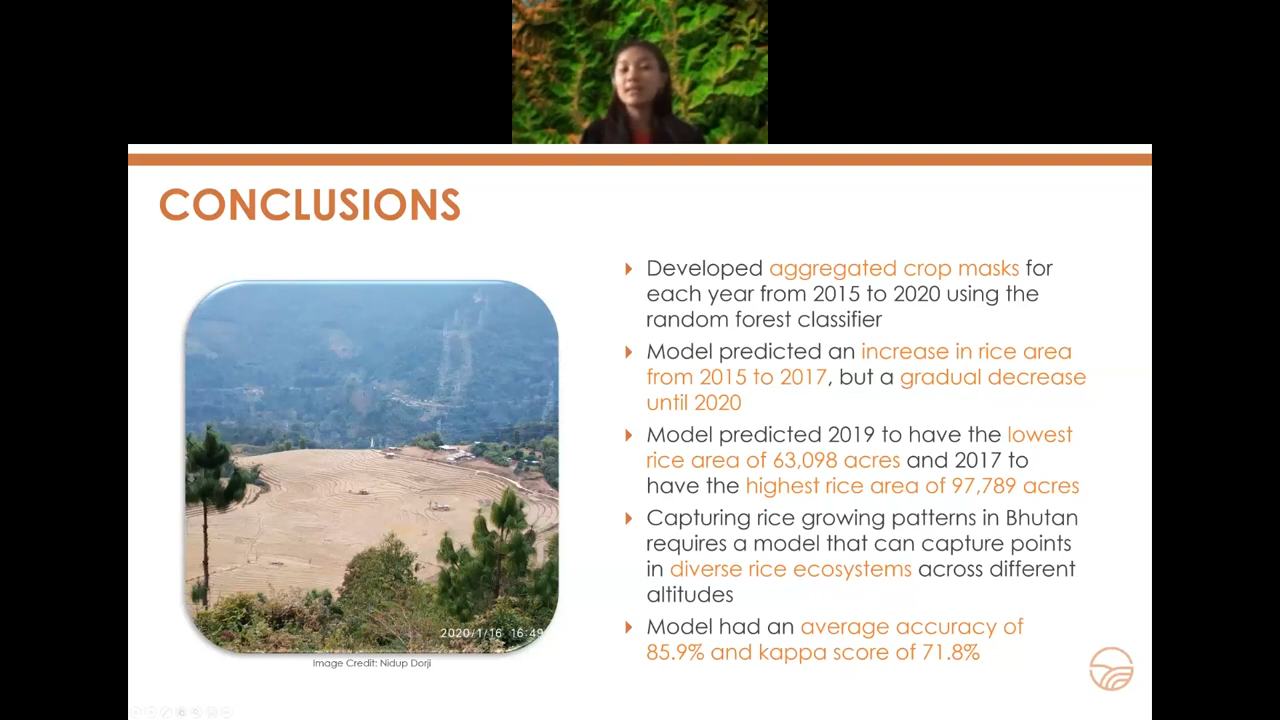 CONCLUSIONS
Developed aggregated crop masks for
each year from 2015 to 2020 using the
random forest classifier
Model predicted an increase in rice area
from 2015 to 2017, but a gradual decrease
until 2020
Model predicted 2019 to have the lowest
rice area of 63,098 acres and 2017 to
have the highest rice area of 97,789 acres
Capturing rice growing patterns in Bhutan
requires a model that can capture points
in diverse rice ecosystems across different
altitudes
Model had an average accuracy of
85.9% and kappa score of 71.8%
2020/1/16 16:49
Image Credit: Nidup Dorji